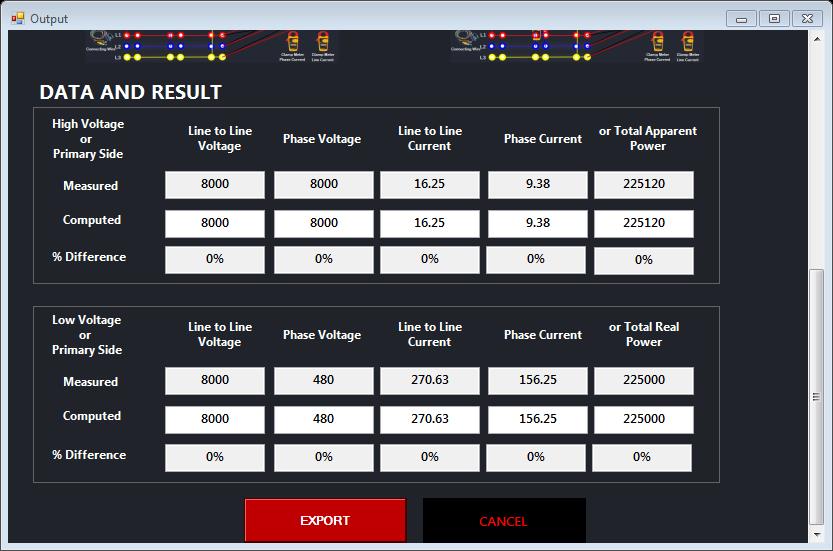 Output
L1
L2
L3
Connecting Wire
Clamp Meter
Phase Current
Clamp Meter
Line Current
L1
L2
L3
Connecting Wire
Clamp Meter
Phase Current
Clamp Meter
Line Current
DATA AND RESULT
High Voltage
or
Primary Side
Line to Line
Voltage
Phase Voltage
Line to Line
Current
Phase Current
or Total Apparent
Power
Measured 8000 8000 16.25 9.38 225120
Computed 8000 8000 16.25 9.38 225120
% Difference 0% 0% 0% 0% 0%
Low Voltage
or
Primary Side
Line to Line
Voltage
Phase Voltage
Line to Line
Current
Phase Current
or Total Real
Power
Measured 8000 480 270.63 156.25 225000
Computed 8000 480 270.63 156.25 225000
% Difference 0% 0% 0% 0% 0%
EXPORT
CANCEL